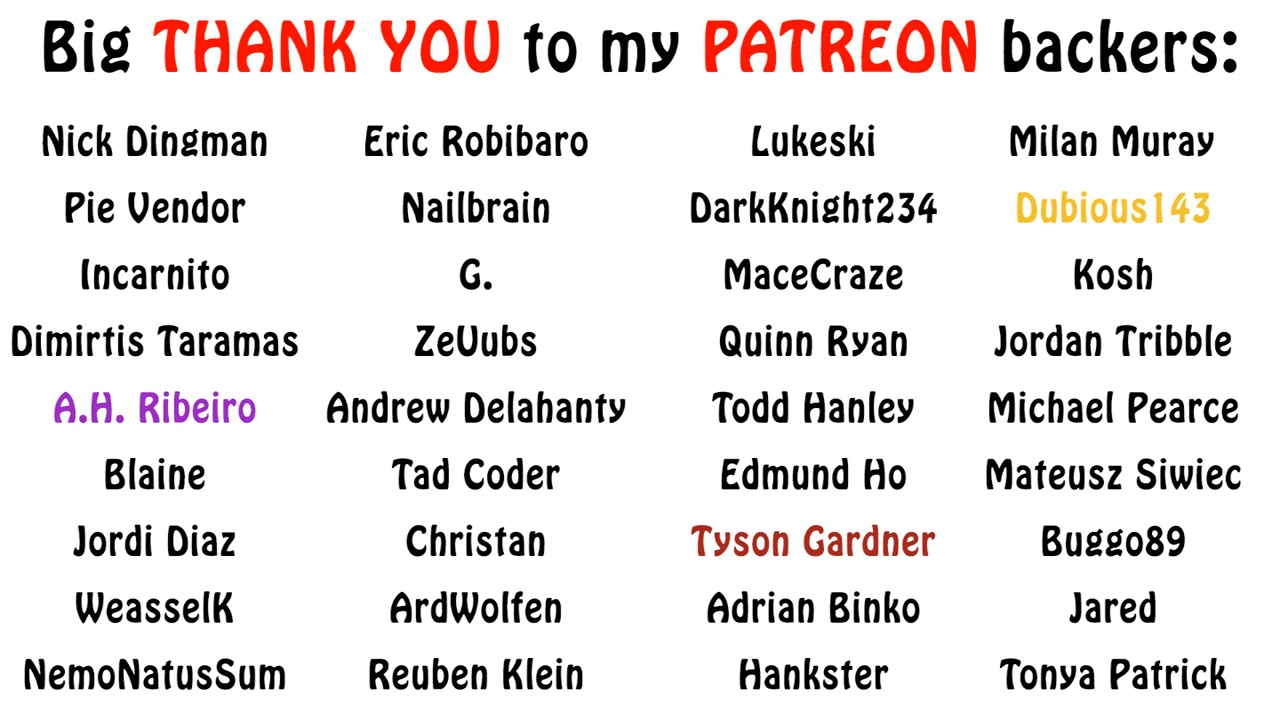 Big THANK YOU to my PATREON backers:
Nick Dingman Eric Robibaro Lukeski Milan Muray
Pie Vendor Nailbrain DarkKnight234 Dubious143
Incarnito G. MaceCraze Kosh
Dimirtis Taramas ZeVubs Quinn Ryan Jordan Tribble
A.H. Ribeiro Andrew Delahanty Todd Hanley Michael Pearce
Blaine Tad Coder Edmund Ho Mateusz Siwiec
Jordi Diaz Christan Tyson Gardner Buggo89
WeasselK ArdWolfen Adrian Binko Jared
NemoNatusSum Reuben Klein Hankster Tonya Patrick